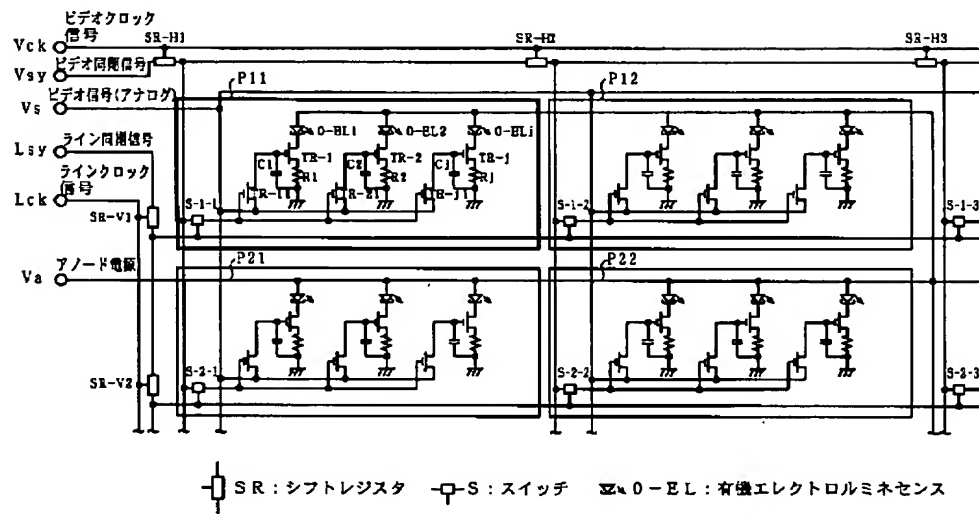 ビデオクロック
信号
Vck
SR-H1
SR-H2
SR-H3
ビデオ同期信号
Vsy
P11
P12
ビデオ信号(アナログ)
Vs
O-EL1
O-EL2
O-ELj
ライン同期信号
Lsy
C1
TR-1
C2
TR-2
Cj
TR-j
R1
R2
Rj
ラインクロック
信号
Lck
S-1-1
S-1-2
S-1-3
SR-V1
アノード電源
Va
P21
P22
SR-V2
S-2-1
S-2-2
S-2-3
SR:シフトレジスタ
S:スイッチ
O-EL:有機エレクトロルミネセンス